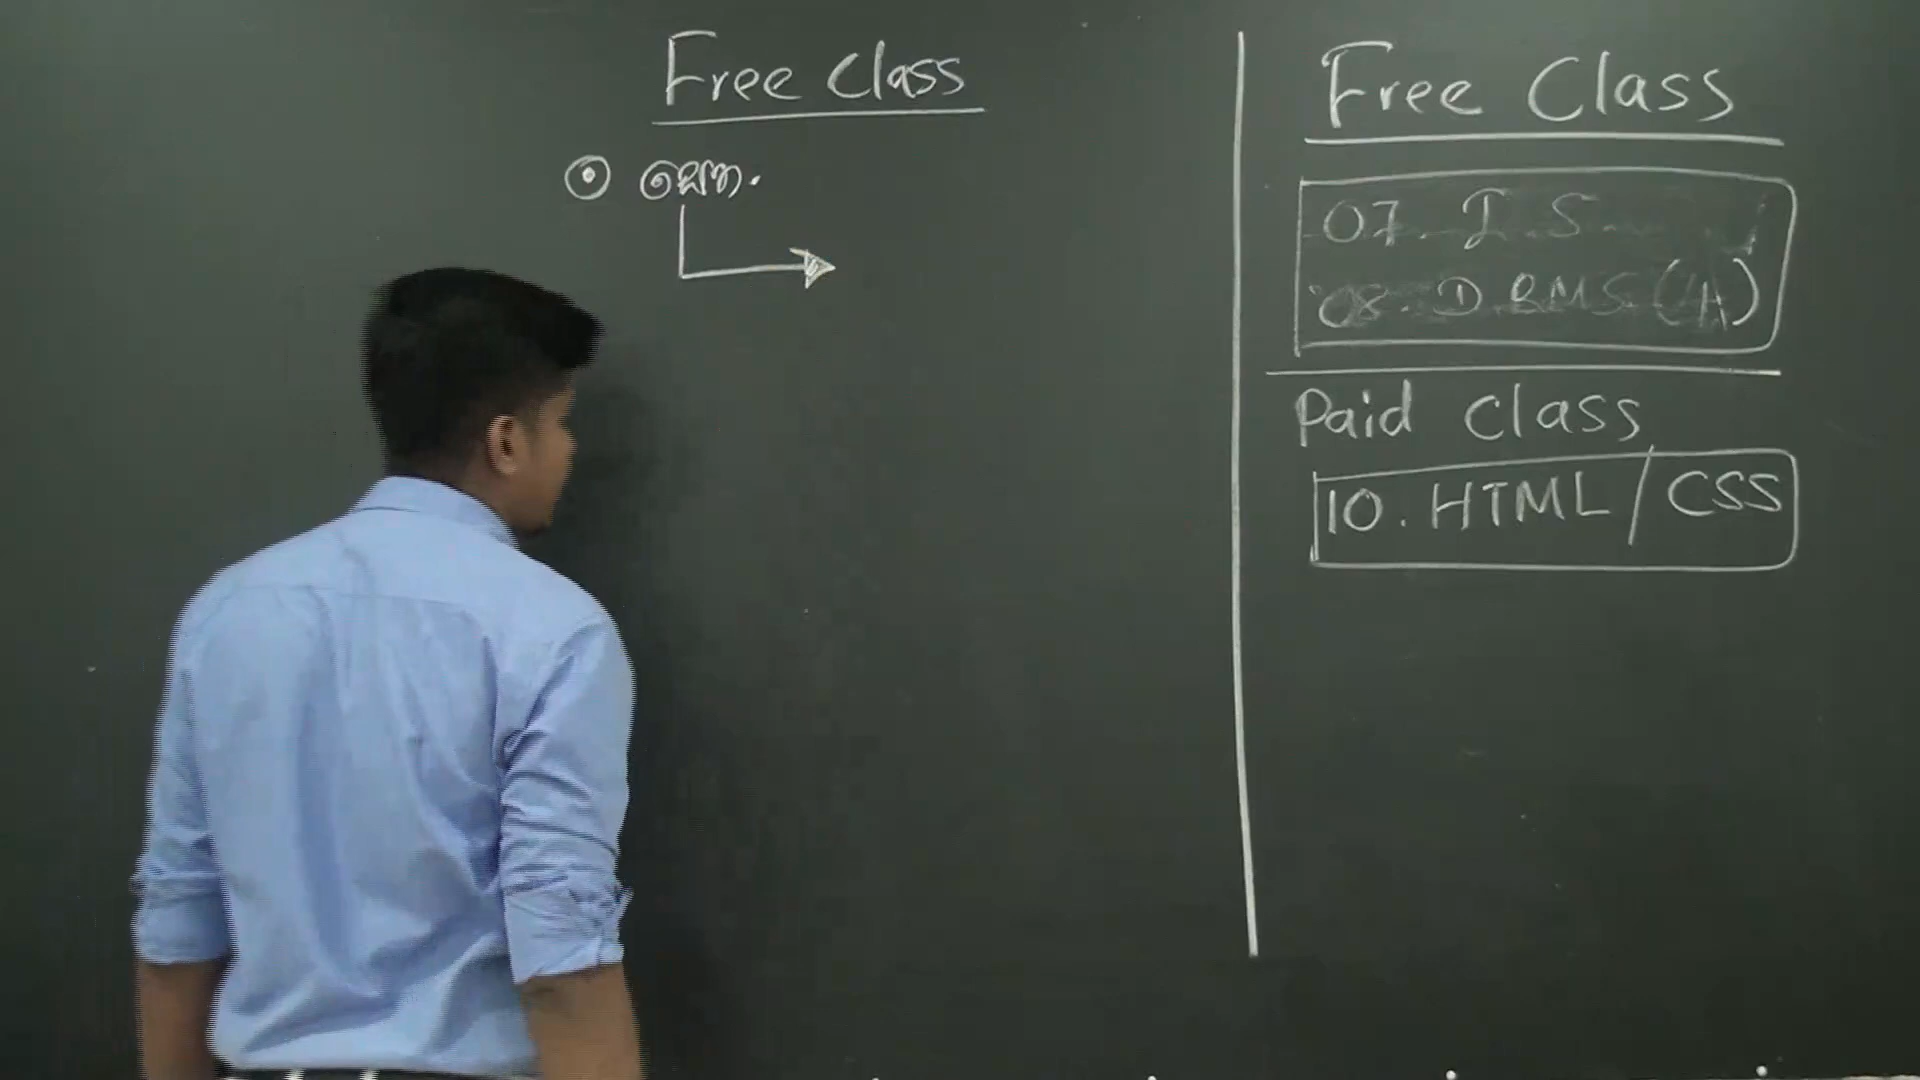 Free Class
සෙත.
Free Class
07. I.S.
08. DBMS (A)
Paid Class
10. HTML / CSS